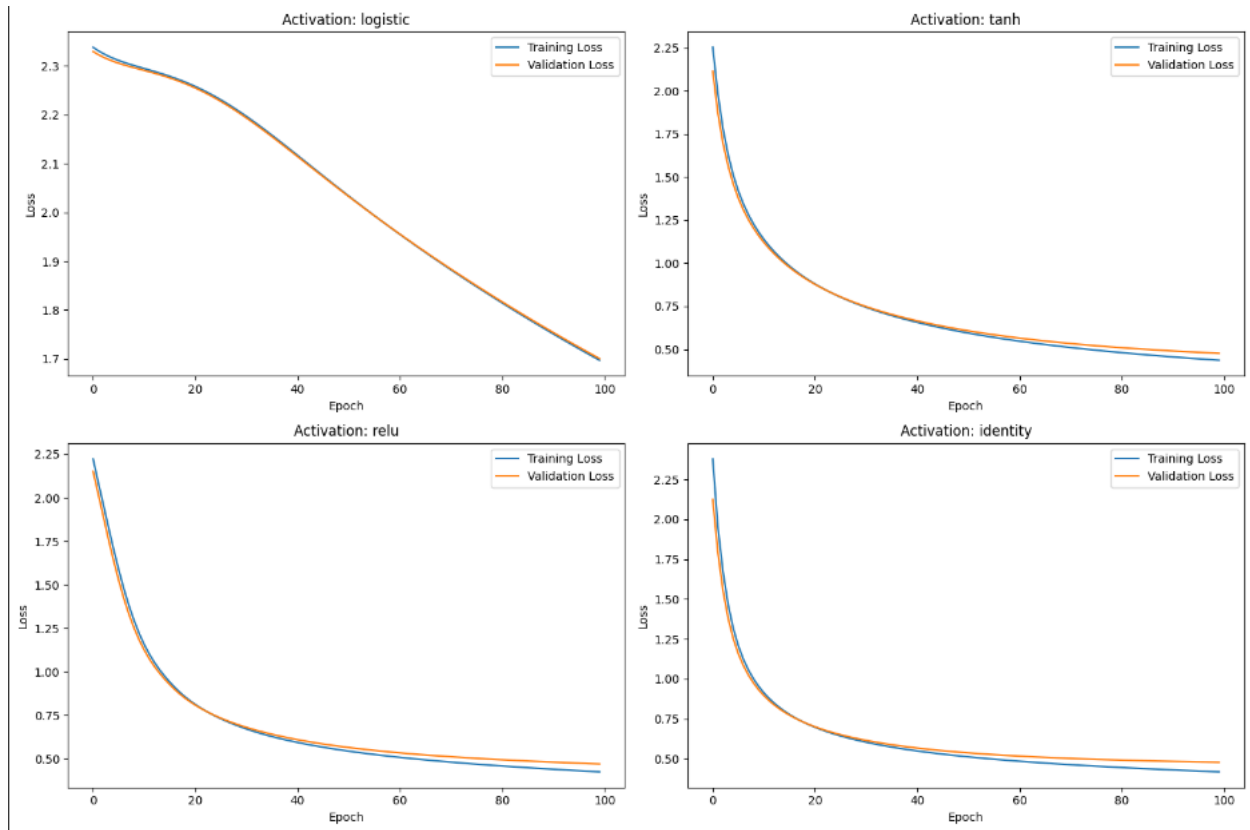 Activation: logistic
Training Loss
Validation Loss
2.3
2.2
2.1
2.0
1.9
1.8
1.7
Loss
0 20 40 60 80 100
Epoch
Activation: tanh
Training Loss
Validation Loss
2.25
2.00
1.75
1.50
1.25
1.00
0.75
0.50
Loss
0 20 40 60 80 100
Epoch
Activation: relu
Training Loss
Validation Loss
2.25
2.00
1.75
1.50
1.25
1.00
0.75
0.50
Loss
0 20 40 60 80 100
Epoch
Activation: identity
Training Loss
Validation Loss
2.25
2.00
1.75
1.50
1.25
1.00
0.75
0.50
Loss
0 20 40 60 80 100
Epoch